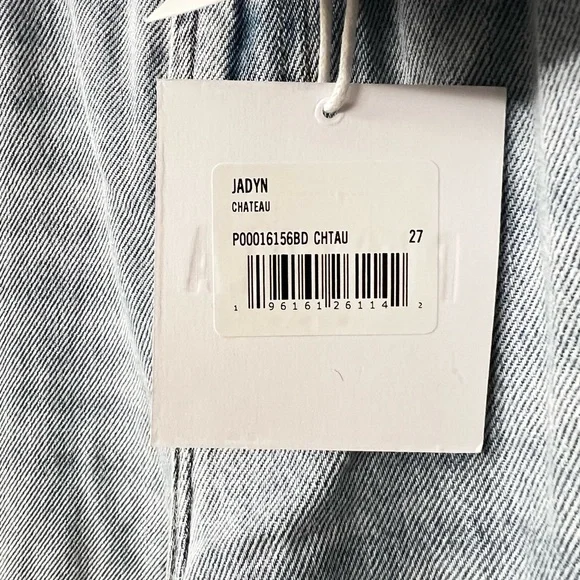 JADYN
CHATEAU
P00016156BD CHTAU 27
1 96161 26114 2